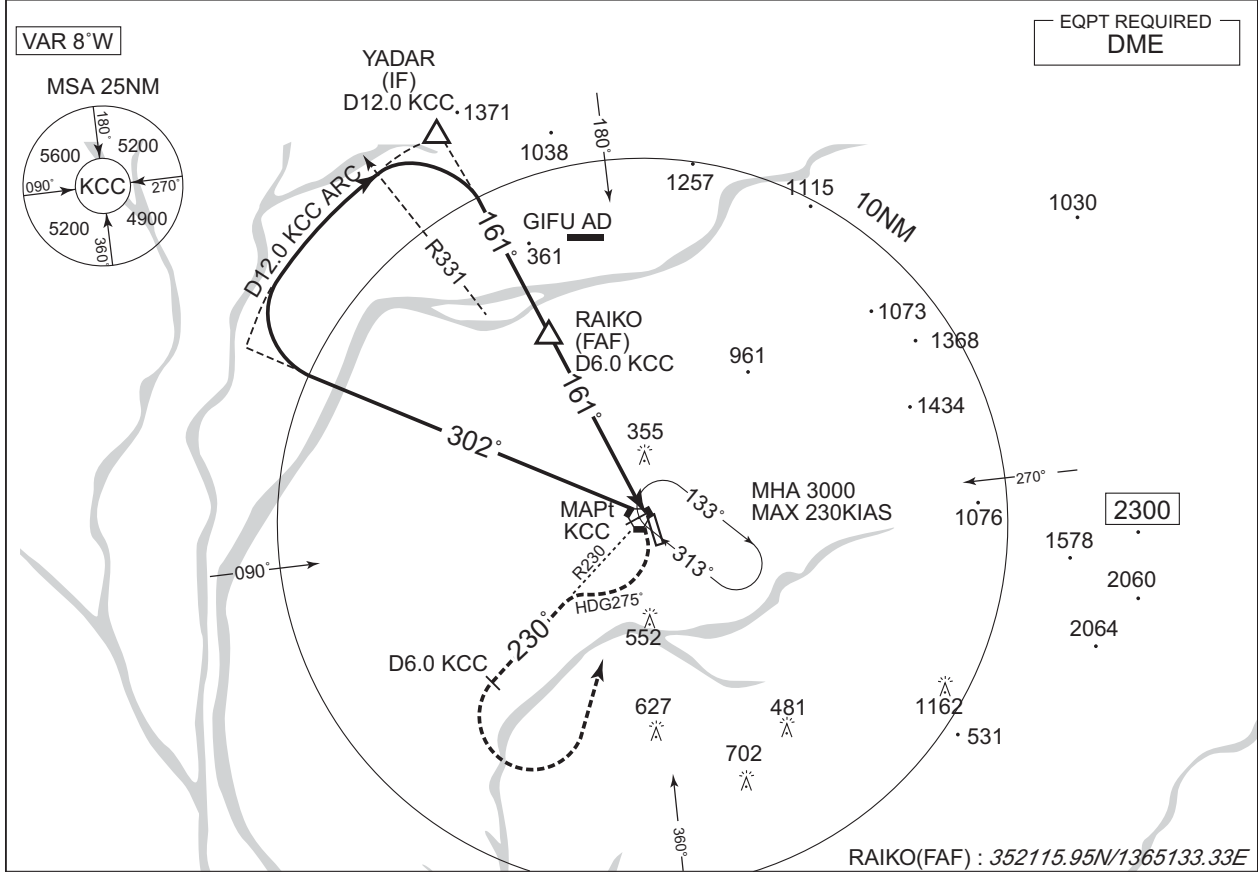 EQPT REQUIRED
DME
VAR 8°W
MSA 25NM
180°
5600
5200
090°
KCC
270°
5200
4900
360°
YADAR
(IF)
D12.0 KCC
1371
1038
180°
1257
1115
10NM
1030
GIFU AD
361
D12.0 KCC ARC
R331
161°
RAIKO
(FAF)
D6.0 KCC
1073
1368
961
161°
1434
355
302°
270°
MAPt
KCC
133°
MHA 3000
MAX 230KIAS
1076
2300
313°
1578
R230
090°
HDG275°
2060
230°
552
2064
D6.0 KCC
627
481
1162
531
702
360°
RAIKO(FAF) : 352115.95N/1365133.33E